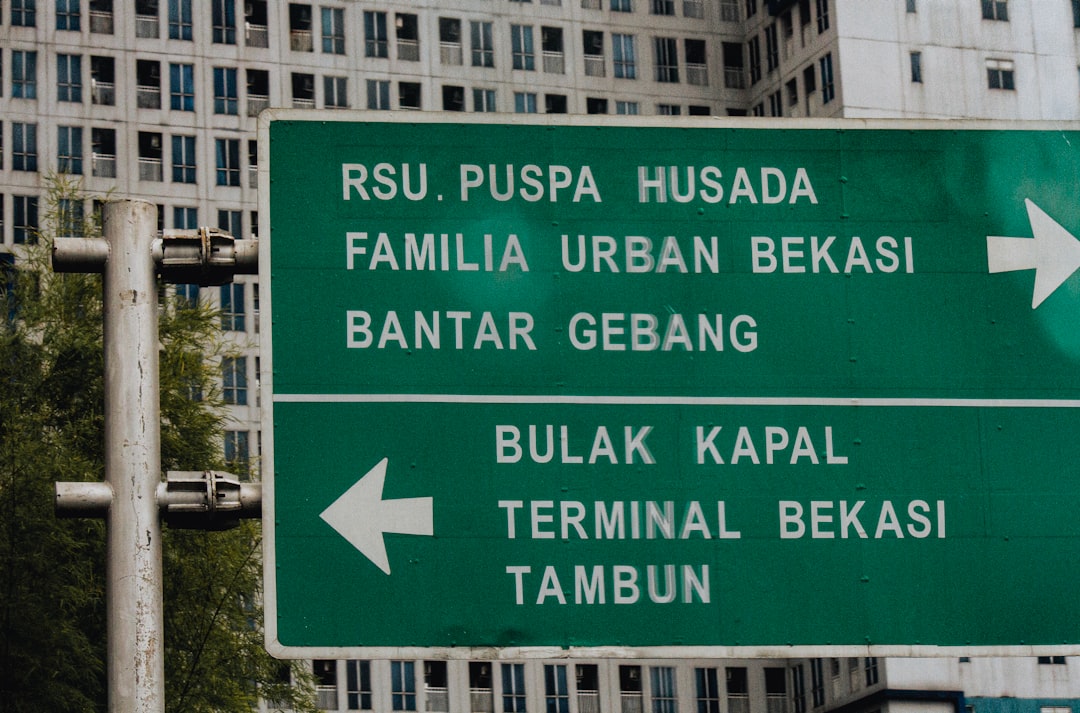 RSU. PUSPA HUSADA
FAMILIA URBAN BEKASI
BANTAR GEBANG
BULAK KAPAL
TERMINAL BEKASI
TAMBUN